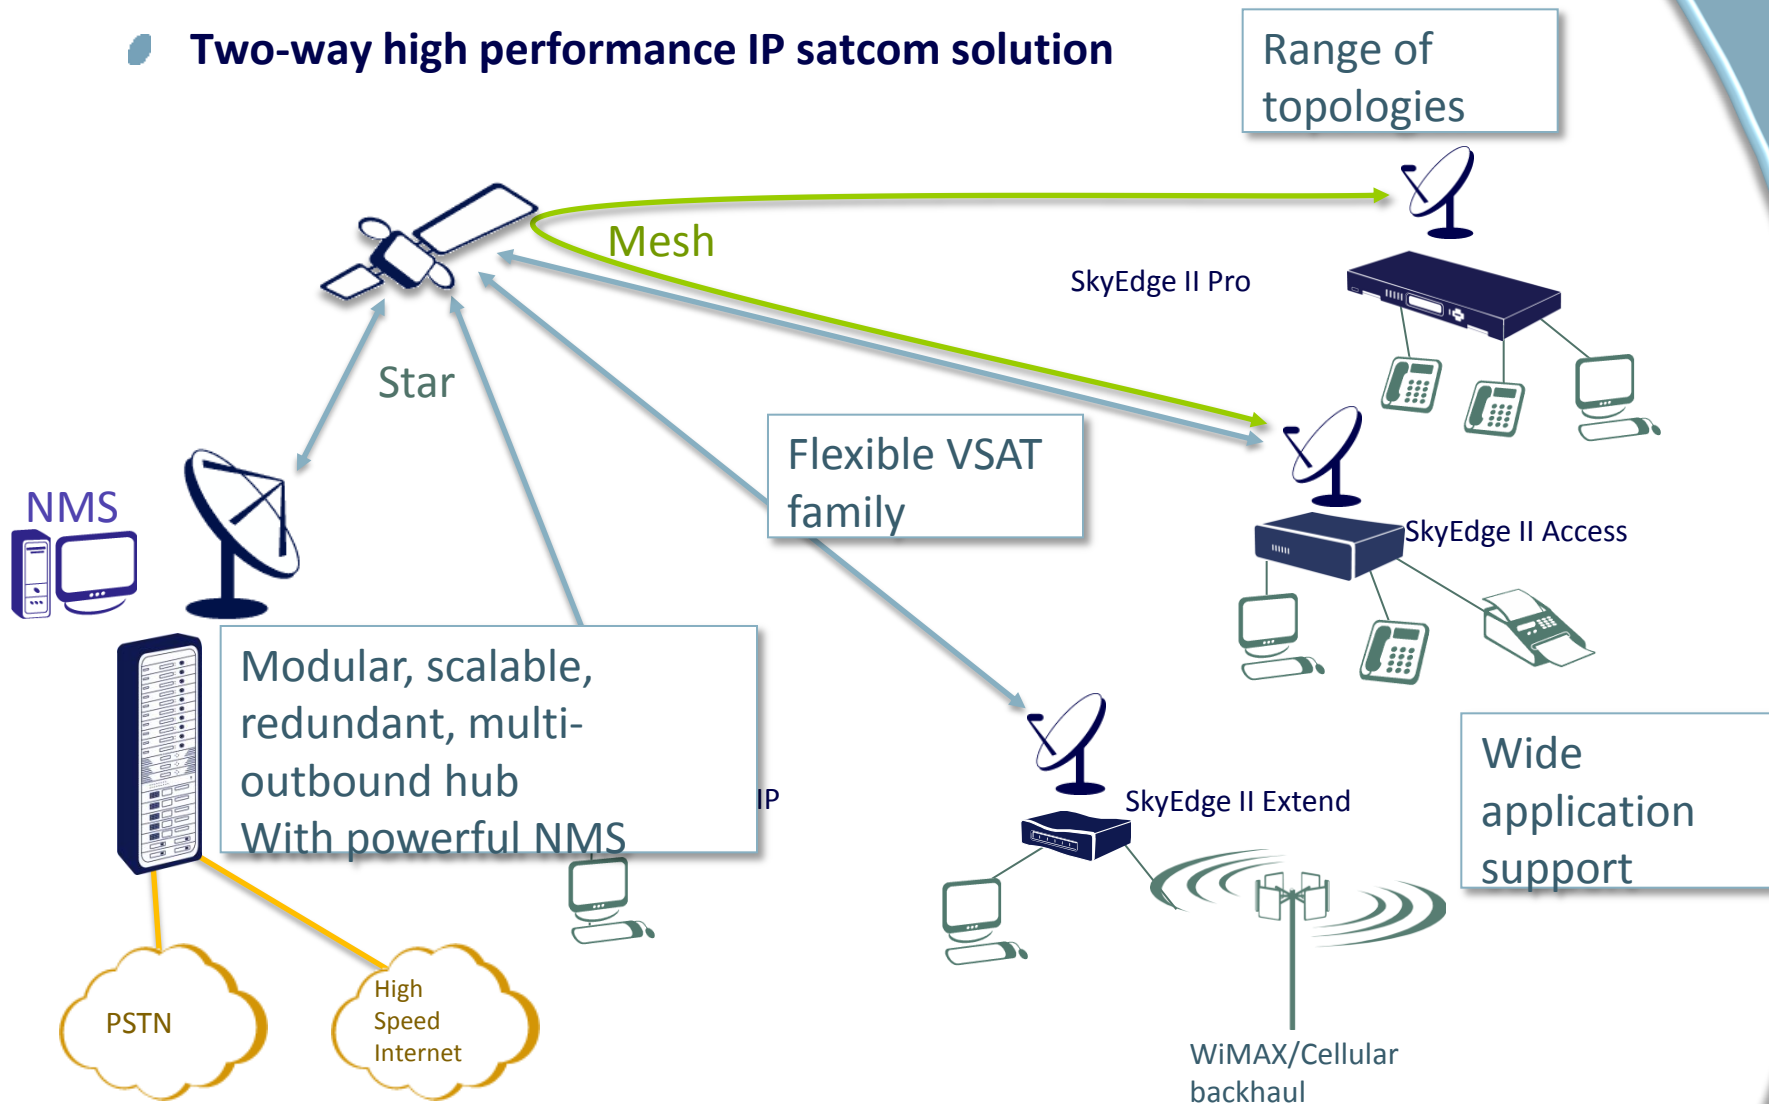 Two-way high performance IP satcom solution
Range of
topologies
Mesh
SkyEdge II Pro
Star
Flexible VSAT
family
NMS
SkyEdge II Access
Modular, scalable,
redundant, multi-
outbound hub
With powerful NMS
IP
SkyEdge II Extend
Wide
application
support
PSTN
High
Speed
Internet
WiMAX/Cellular
backhaul